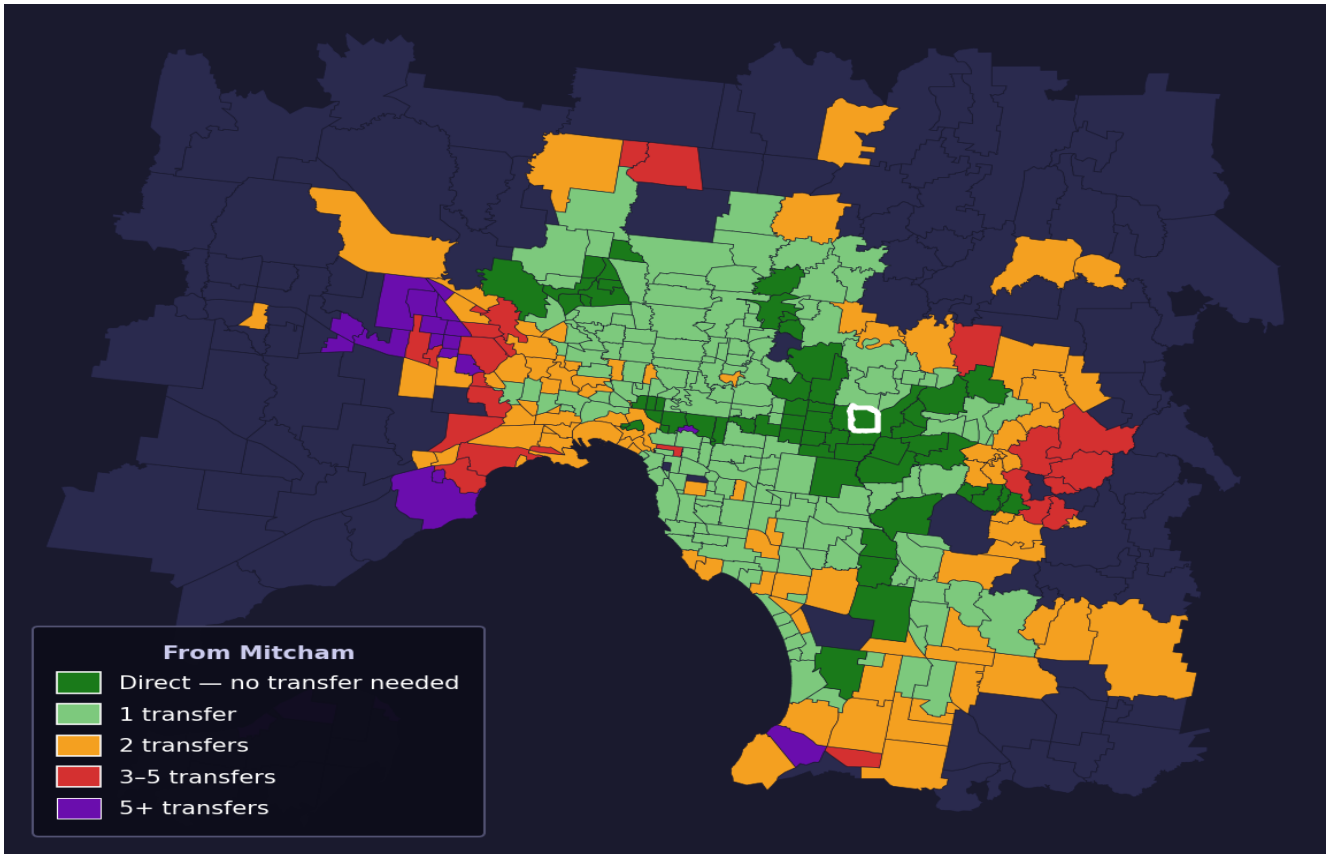 From Mitcham
Direct — no transfer needed
1 transfer
2 transfers
3–5 transfers
5+ transfers